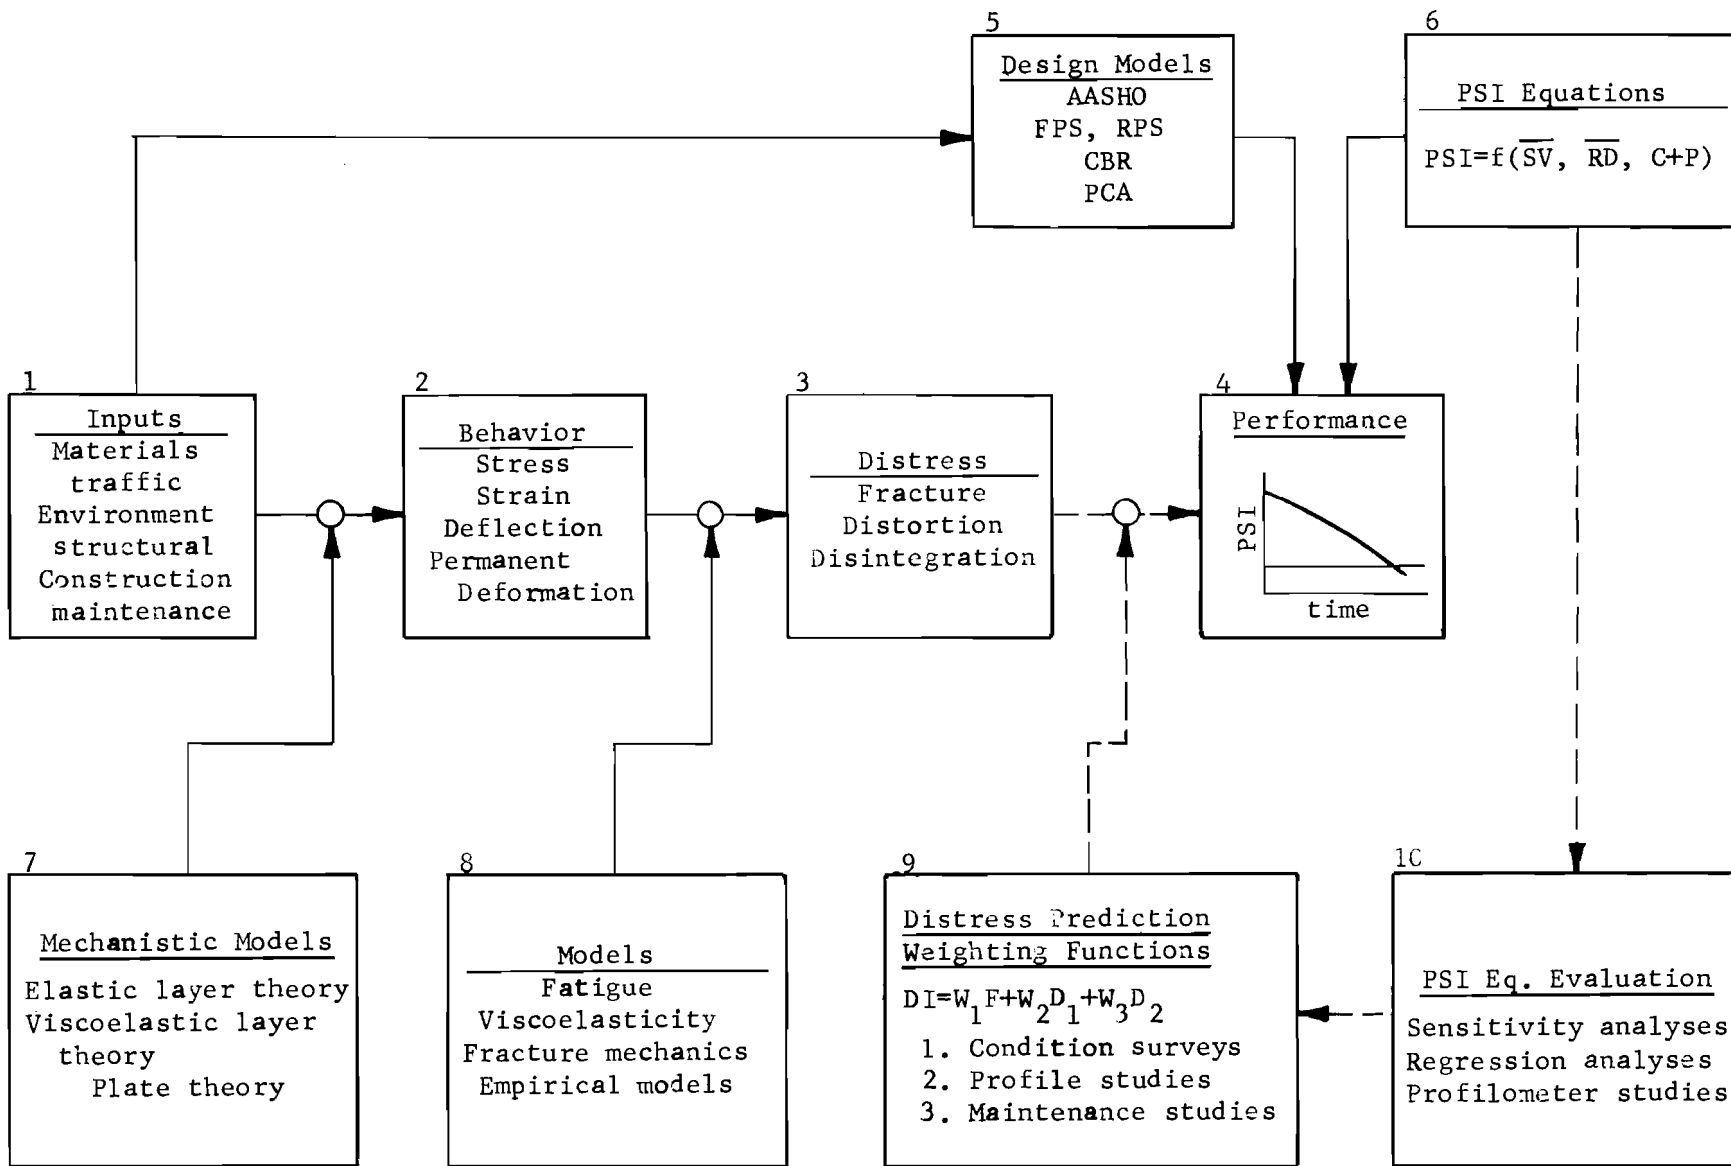 5
Design Models
AASHO
FPS, RPS
CBR
PCA
6
PSI Equations
PSI=f(S̅V̅, R̅D̅, C+P)
1
Inputs
Materials
traffic
Environment
structural
Construction
maintenance
2
Behavior
Stress
Strain
Deflection
Permanent
Deformation
3
Distress
Fracture
Distortion
Disintegration
4
Performance
PSI
time
7
Mechanistic Models
Elastic layer theory
Viscoelastic layer
theory
Plate theory
8
Models
Fatigue
Viscoelasticity
Fracture mechanics
Empirical models
9
Distress Prediction
Weighting Functions
DI=W₁F+W₂D₁+W₃D₂
1. Condition surveys
2. Profile studies
3. Maintenance studies
10
PSI Eq. Evaluation
Sensitivity analyses
Regression analyses
Profilometer studies